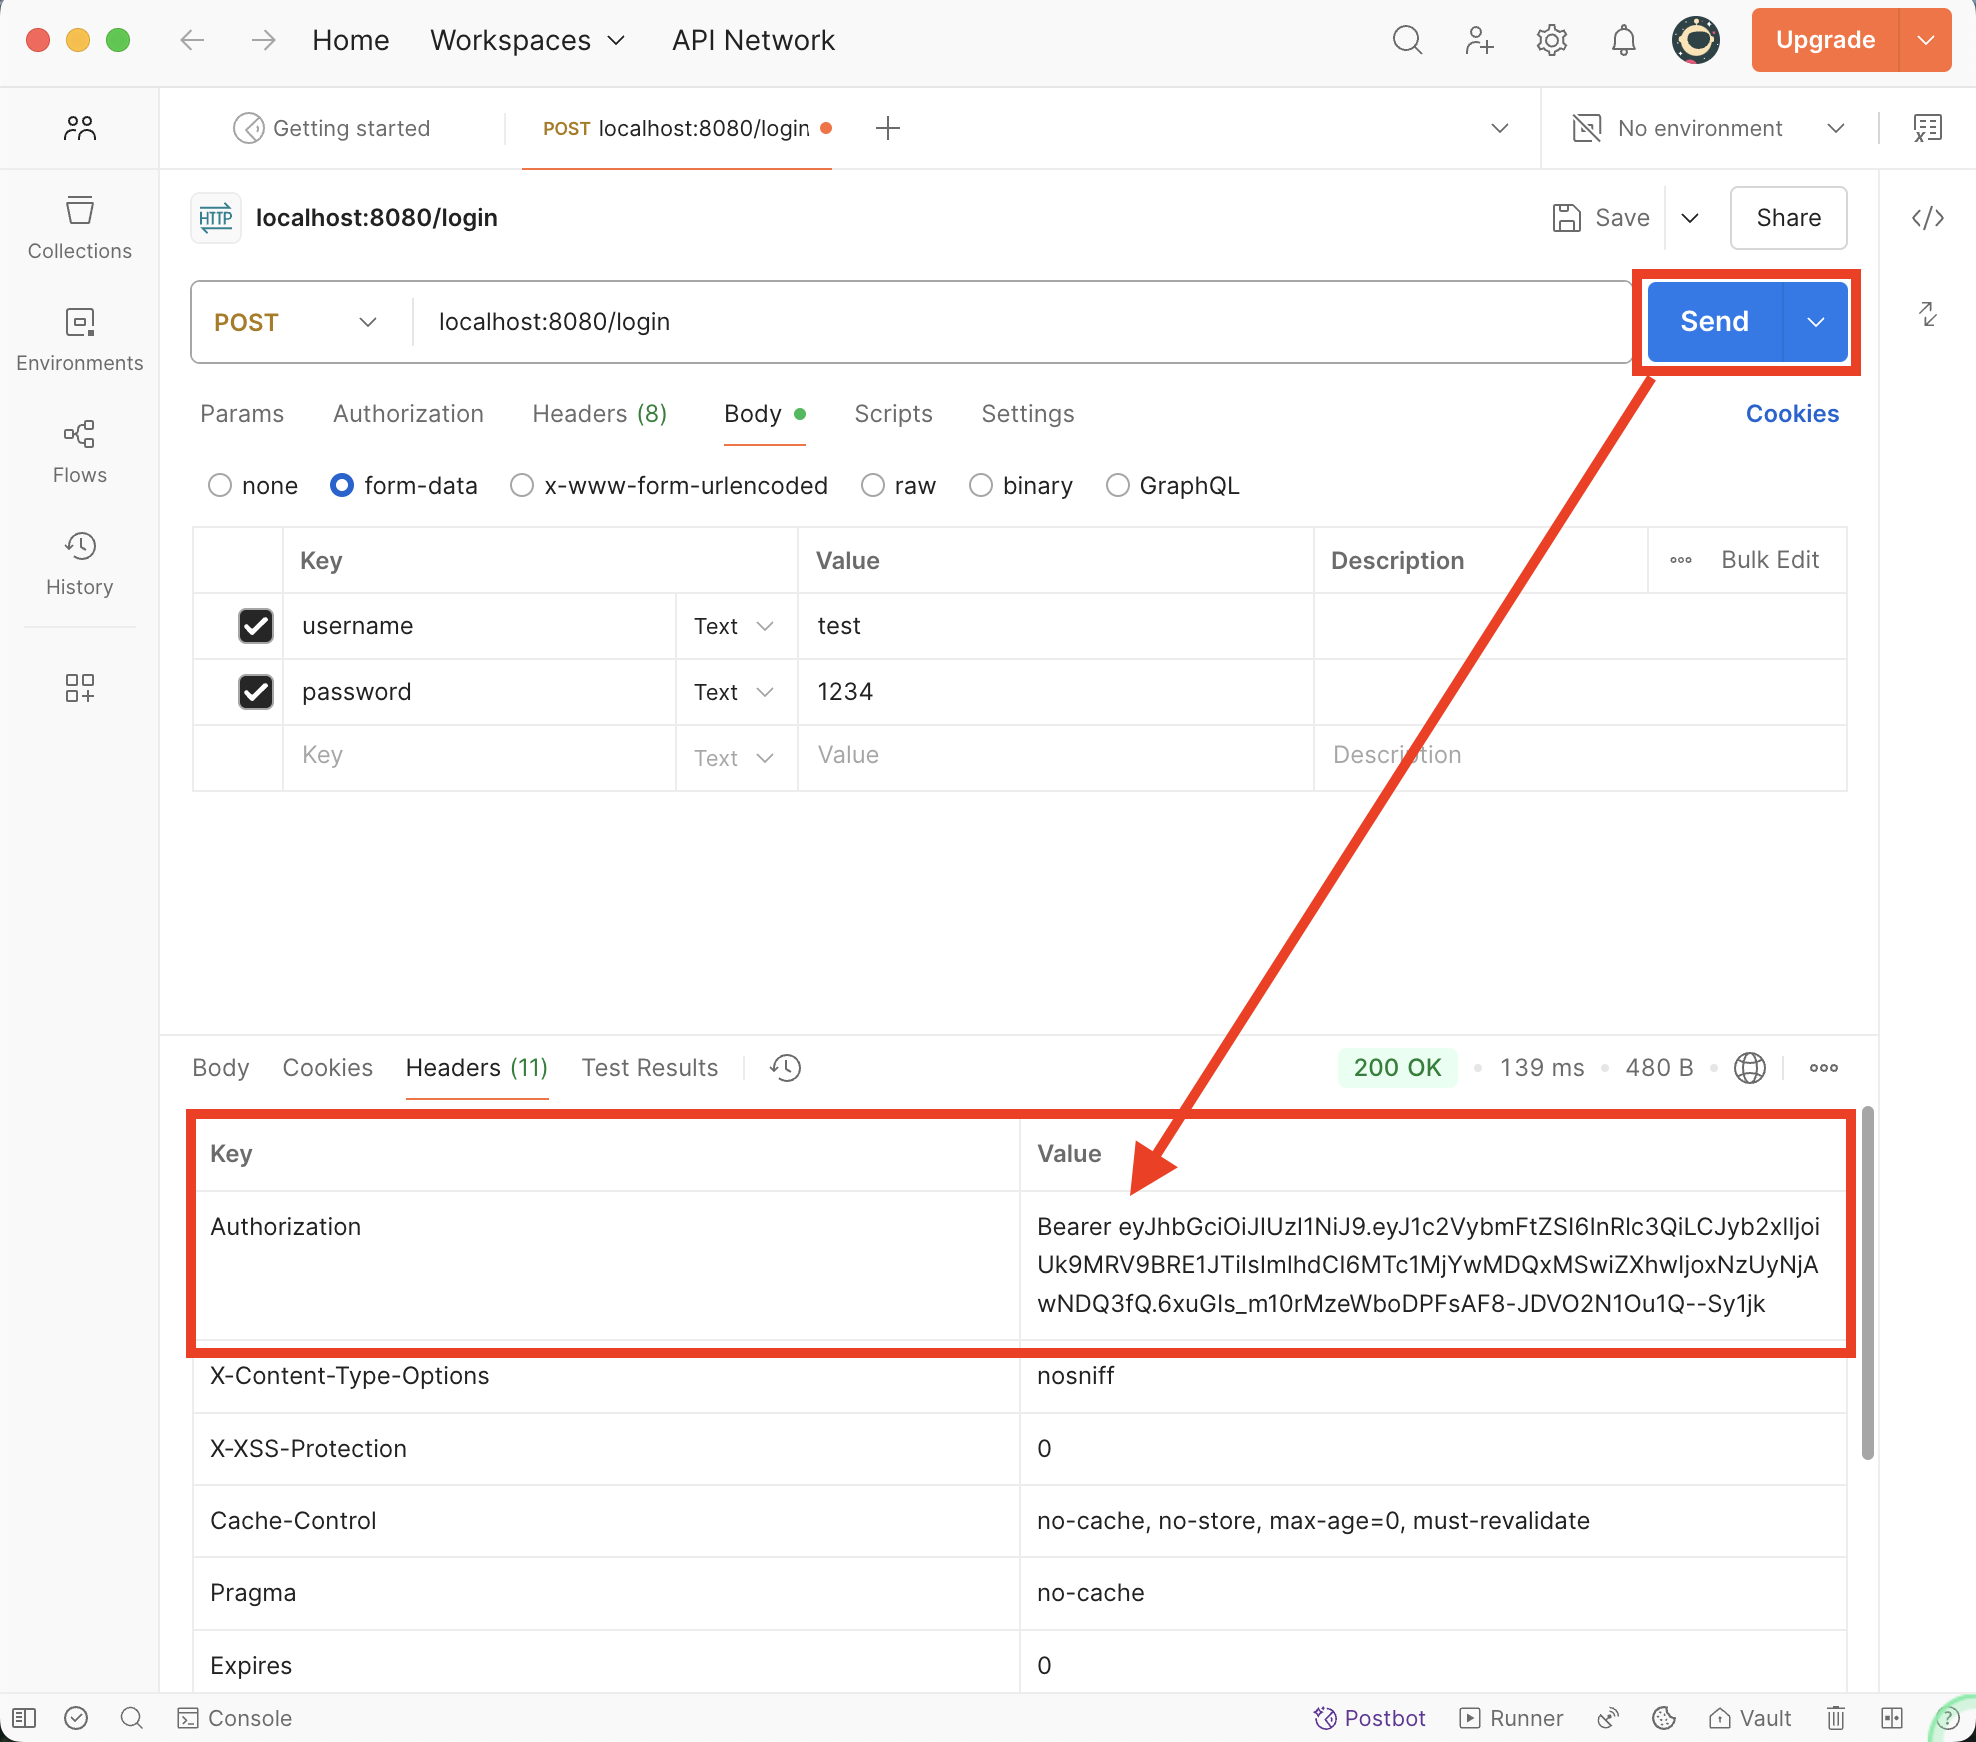 Home Workspaces API Network Upgrade
Getting started POST localhost:8080/login No environment
HTTP localhost:8080/login Save Share
Collections
POST localhost:8080/login Send
Environments
Params Authorization Headers (8) Body Scripts Settings Cookies
Flows
none form-data x-www-form-urlencoded raw binary GraphQL
Key Value Description Bulk Edit
History
username Text test
password Text 1234
Key Text Value Description
Body Cookies Headers (11) Test Results 200 OK 139 ms 480 B
Key Value
Authorization Bearer eyJhbGciOiJIUzI1NiJ9.eyJ1c2VybmFtZSI6InRlc3QiLCJyb2xlIjoi
Uk9MRV9BRE1JTiIsImlhdCI6MTc1MjYwMDQxMSwiZXhwIjoxNzUyNjA
wNDQ3fQ.6xuGIs_m10rMzeWboDPFsAF8-JDVO2N1Ou1Q--Sy1jk
X-Content-Type-Options nosniff
X-XSS-Protection 0
Cache-Control no-cache, no-store, max-age=0, must-revalidate
Pragma no-cache
Expires 0
Console Postbot Runner Vault